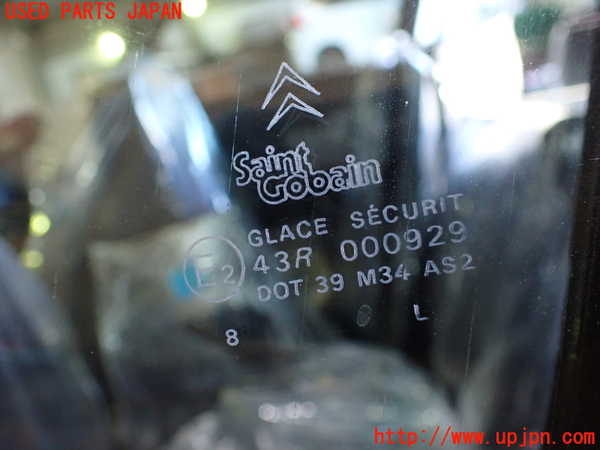 USED PARTS JAPAN
Saint
Gobain
GLACE SÉCURIT
E2 43R 000929
DOT 39 M34 AS2
8 L
http://www.upjpn.com/